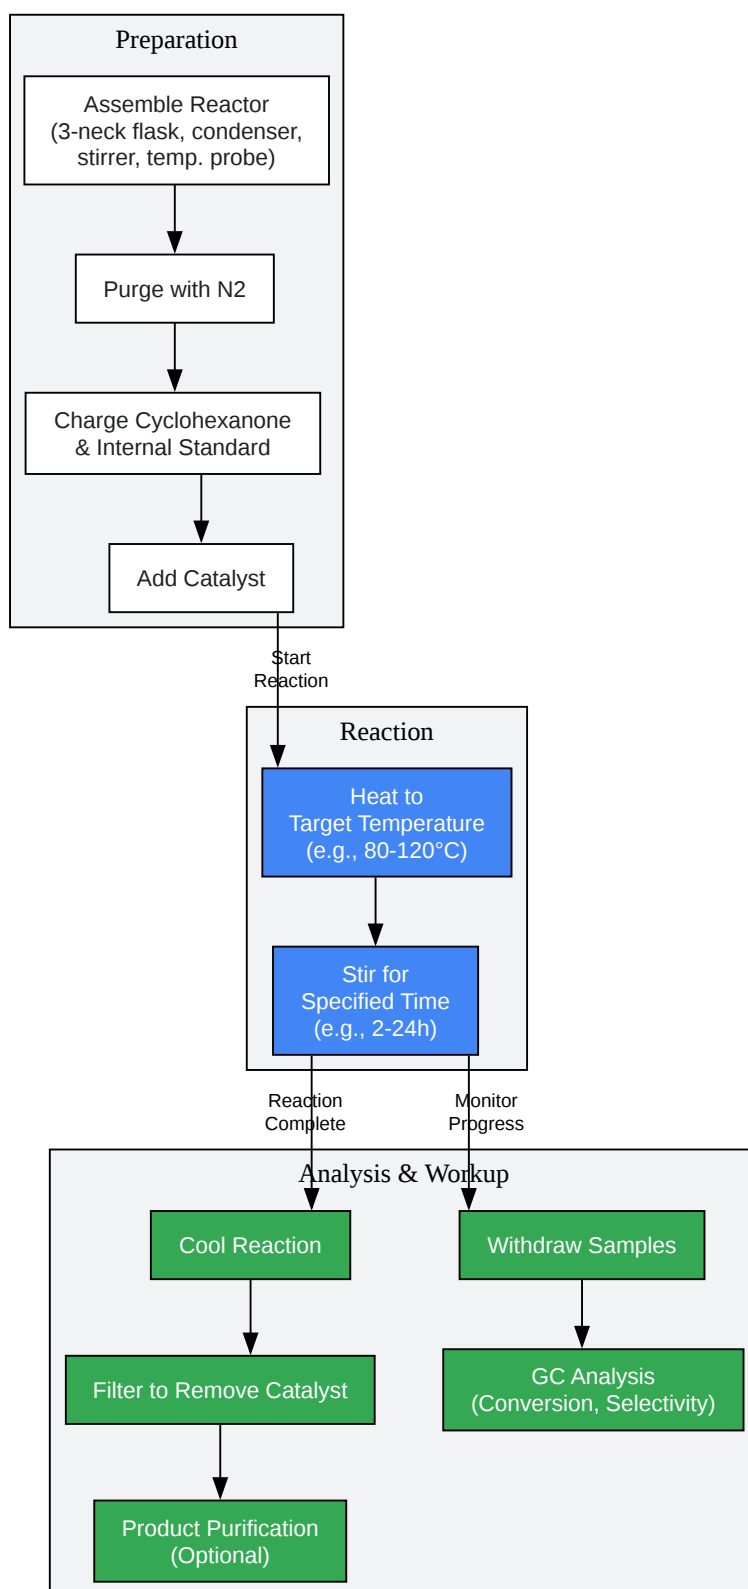 Preparation
Assemble Reactor
(3-neck flask, condenser,
stirrer, temp. probe)
Purge with N2
Charge Cyclohexanone
& Internal Standard
Add Catalyst
Start
Reaction
Reaction
Heat to
Target Temperature
(e.g., 80-120°C)
Stir for
Specified Time
(e.g., 2-24h)
Reaction
Complete
Monitor
Progress
Analysis & Workup
Cool Reaction
Withdraw Samples
Filter to Remove Catalyst
GC Analysis
(Conversion, Selectivity)
Product Purification
(Optional)